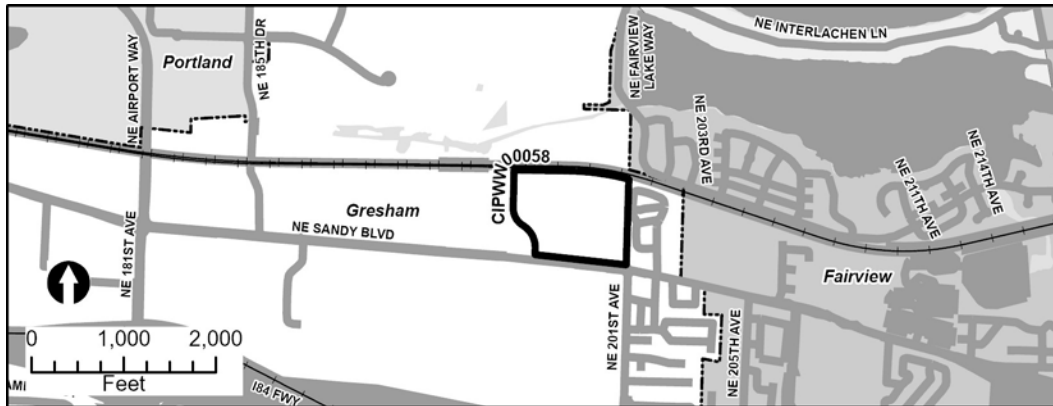 NE INTERLACHEN LN
Portland
NE 185TH DR
NE AIRPORT WAY
NE FAIRVIEW
LAKE WAY
NE 203RD AVE
NE 211TH AVE
NE 214TH AVE
CIPWW00058
Gresham
NE SANDY BLVD
NE 181ST AVE
Fairview
NE 201ST AVE
NE 205TH AVE
0 1,000 2,000
Feet
I84 FWY